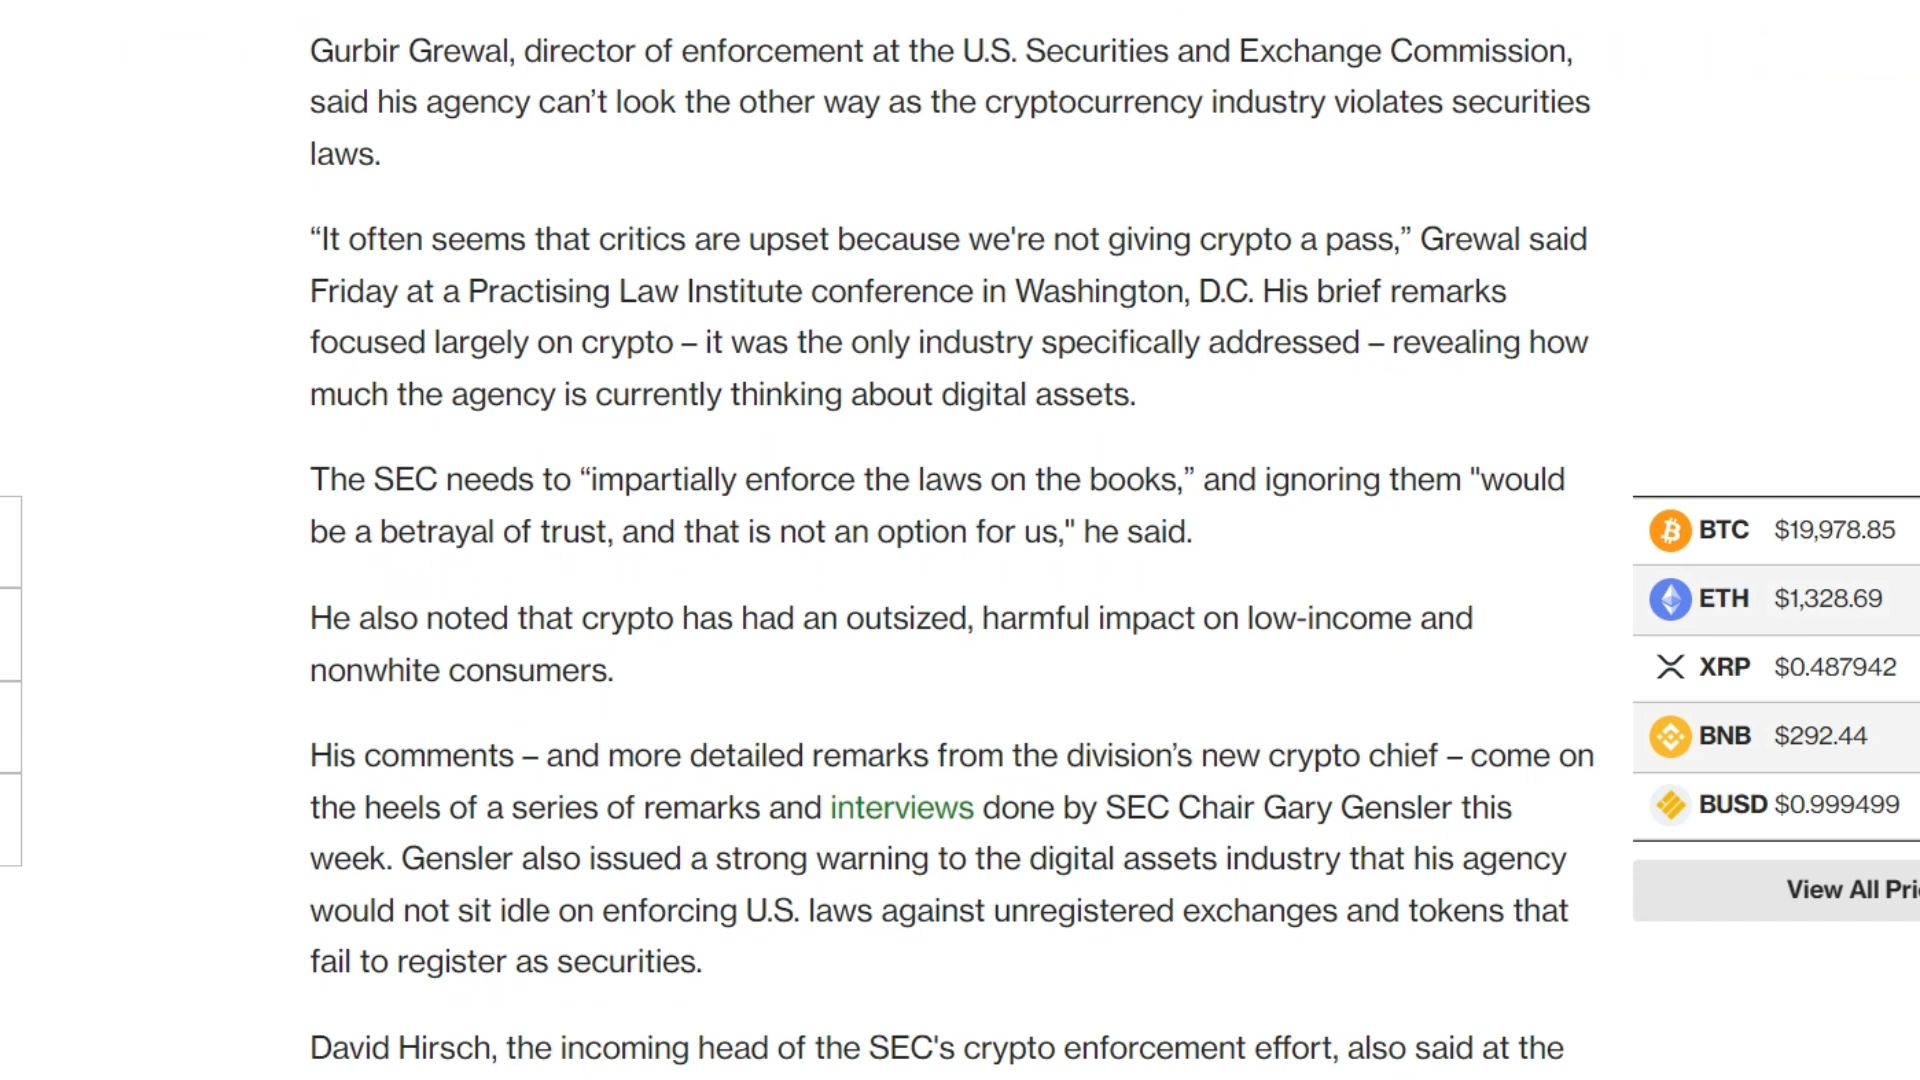 Gurbir Grewal, director of enforcement at the U.S. Securities and Exchange Commission,
said his agency can’t look the other way as the cryptocurrency industry violates securities
laws.
“It often seems that critics are upset because we're not giving crypto a pass,” Grewal said
Friday at a Practising Law Institute conference in Washington, D.C. His brief remarks
focused largely on crypto – it was the only industry specifically addressed – revealing how
much the agency is currently thinking about digital assets.
The SEC needs to “impartially enforce the laws on the books,” and ignoring them "would
be a betrayal of trust, and that is not an option for us," he said.
He also noted that crypto has had an outsized, harmful impact on low-income and
nonwhite consumers.
His comments – and more detailed remarks from the division’s new crypto chief – come on
the heels of a series of remarks and interviews done by SEC Chair Gary Gensler this
week. Gensler also issued a strong warning to the digital assets industry that his agency
would not sit idle on enforcing U.S. laws against unregistered exchanges and tokens that
fail to register as securities.
David Hirsch, the incoming head of the SEC's crypto enforcement effort, also said at the
BTC $19,978.85
ETH $1,328.69
XRP $0.487942
BNB $292.44
BUSD $0.999499
View All Pri